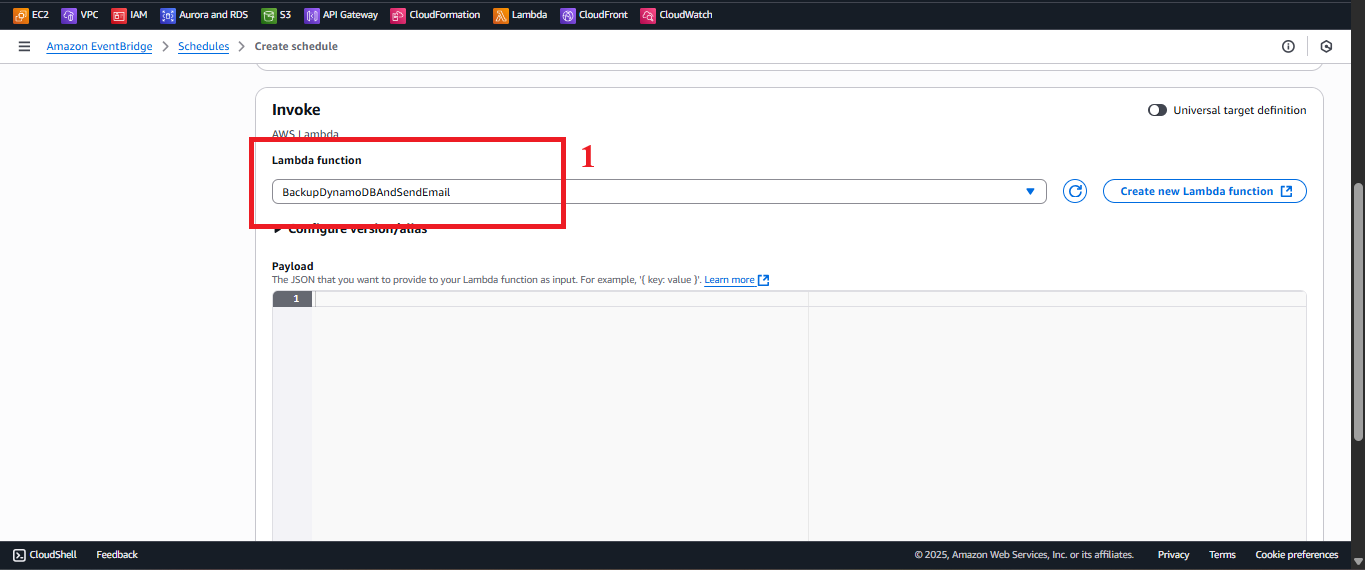 EC2 VPC IAM Aurora and RDS S3 API Gateway CloudFormation Lambda CloudFront CloudWatch
Amazon EventBridge > Schedules > Create schedule
Invoke
Universal target definition
AWS Lambda
Lambda function
1
BackupDynamoDBAndSendEmail
Create new Lambda function
Configure version/alias
Payload
The JSON that you want to provide to your Lambda function as input. For example, '{ key: value }'. Learn more
1
CloudShell Feedback © 2025, Amazon Web Services, Inc. or its affiliates. Privacy Terms Cookie preferences